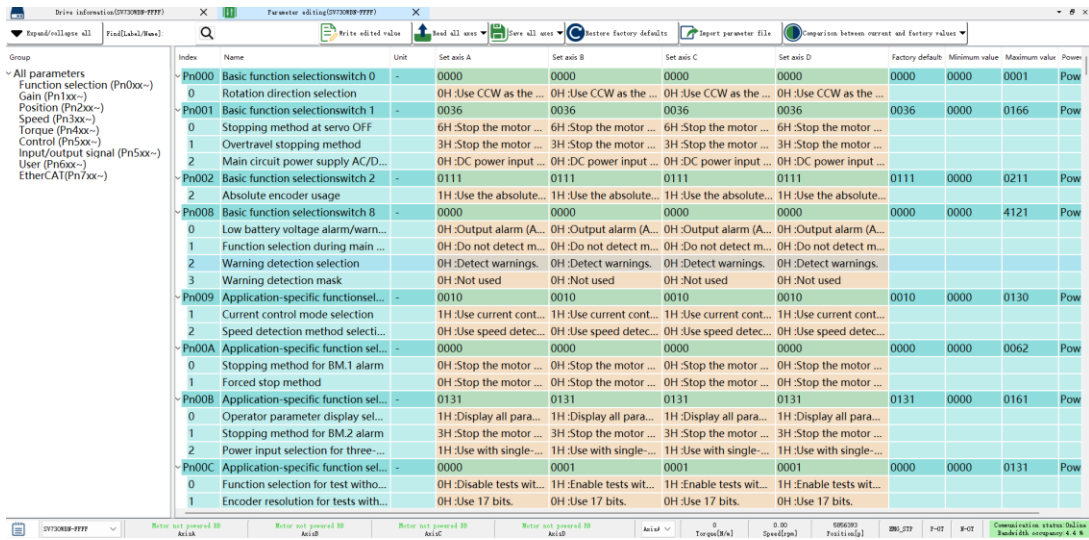 Drive information(SV730WDN-PFFF) X Parameter editing(SV730WDN-PFFF) X
Expand/collapse all Find[Label/Name]: Write edited value Read all axes Save all axes Restore factory defaults Import parameter file Comparison between current and factory values
Group
All parameters
Function selection (Pn0xx~)
Gain (Pn1xx~)
Position (Pn2xx~)
Speed (Pn3xx~)
Torque (Pn4xx~)
Control (Pn5xx~)
Input/output signal (Pn5xx~)
User (Pn6xx~)
EtherCAT(Pn7xx~)
Index Name Unit Set axis A Set axis B Set axis C Set axis D Factory default Minimum value Maximum value Power
Pn000 Basic function selectionswitch 0 - 0000 0000 0000 0000 0000 0000 0001 Pow
0 Rotation direction selection 0H :Use CCW as the ... 0H :Use CCW as the ... 0H :Use CCW as the ... 0H :Use CCW as the ...
Pn001 Basic function selectionswitch 1 - 0036 0036 0036 0036 0036 0000 0166 Pow
0 Stopping method at servo OFF 6H :Stop the motor ... 6H :Stop the motor ... 6H :Stop the motor ... 6H :Stop the motor ...
1 Overtravel stopping method 3H :Stop the motor ... 3H :Stop the motor ... 3H :Stop the motor ... 3H :Stop the motor ...
2 Main circuit power supply AC/D... 0H :DC power input ... 0H :DC power input ... 0H :DC power input ... 0H :DC power input ...
Pn002 Basic function selectionswitch 2 - 0111 0111 0111 0111 0111 0000 0211 Pow
2 Absolute encoder usage 1H :Use the absolute... 1H :Use the absolute... 1H :Use the absolute... 1H :Use the absolute...
Pn008 Basic function selectionswitch 8 - 0000 0000 0000 0000 0000 0000 4121 Pow
0 Low battery voltage alarm/warn... 0H :Output alarm (A... 0H :Output alarm (A... 0H :Output alarm (A... 0H :Output alarm (A...
1 Function selection during main ... 0H :Do not detect m... 0H :Do not detect m... 0H :Do not detect m... 0H :Do not detect m...
2 Warning detection selection 0H :Detect warnings. 0H :Detect warnings. 0H :Detect warnings. 0H :Detect warnings.
3 Warning detection mask 0H :Not used 0H :Not used 0H :Not used 0H :Not used
Pn009 Application-specific functionsel... - 0010 0010 0010 0010 0010 0000 0130 Pow
1 Current control mode selection 1H :Use current cont... 1H :Use current cont... 1H :Use current cont... 1H :Use current cont...
2 Speed detection method selecti... 0H :Use speed detec... 0H :Use speed detec... 0H :Use speed detec... 0H :Use speed detec...
Pn00A Application-specific function sel... - 0000 0000 0000 0000 0000 0000 0062 Pow
0 Stopping method for BM.1 alarm 0H :Stop the motor ... 0H :Stop the motor ... 0H :Stop the motor ... 0H :Stop the motor ...
1 Forced stop method 0H :Stop the motor ... 0H :Stop the motor ... 0H :Stop the motor ... 0H :Stop the motor ...
Pn00B Application-specific function sel... - 0131 0131 0131 0131 0131 0000 0161 Pow
0 Operator parameter display sel... 1H :Display all para... 1H :Display all para... 1H :Display all para... 1H :Display all para...
1 Stopping method for BM.2 alarm 3H :Stop the motor ... 3H :Stop the motor ... 3H :Stop the motor ... 3H :Stop the motor ...
2 Power input selection for three-... 1H :Use with single-... 1H :Use with single-... 1H :Use with single-... 1H :Use with single-...
Pn00C Application-specific function sel... - 0000 0001 0001 0001 0000 0000 0131 Pow
0 Function selection for test witho... 0H :Disable tests wit... 1H :Enable tests wit... 1H :Enable tests wit... 1H :Enable tests wit...
1 Encoder resolution for tests with... 0H :Use 17 bits. 0H :Use 17 bits. 0H :Use 17 bits. 0H :Use 17 bits.
SV730WDN-PFFF Motor not powered BB Motor not powered BB Motor not powered BB Motor not powered BB 0 0.00 5856393 EMG_STP P-OT N-OT Communication status:Online
AxisA AxisB AxisC AxisD Torque[N/m] Speed[rpm] Position[p] Bandwidth occupancy:4.4 %